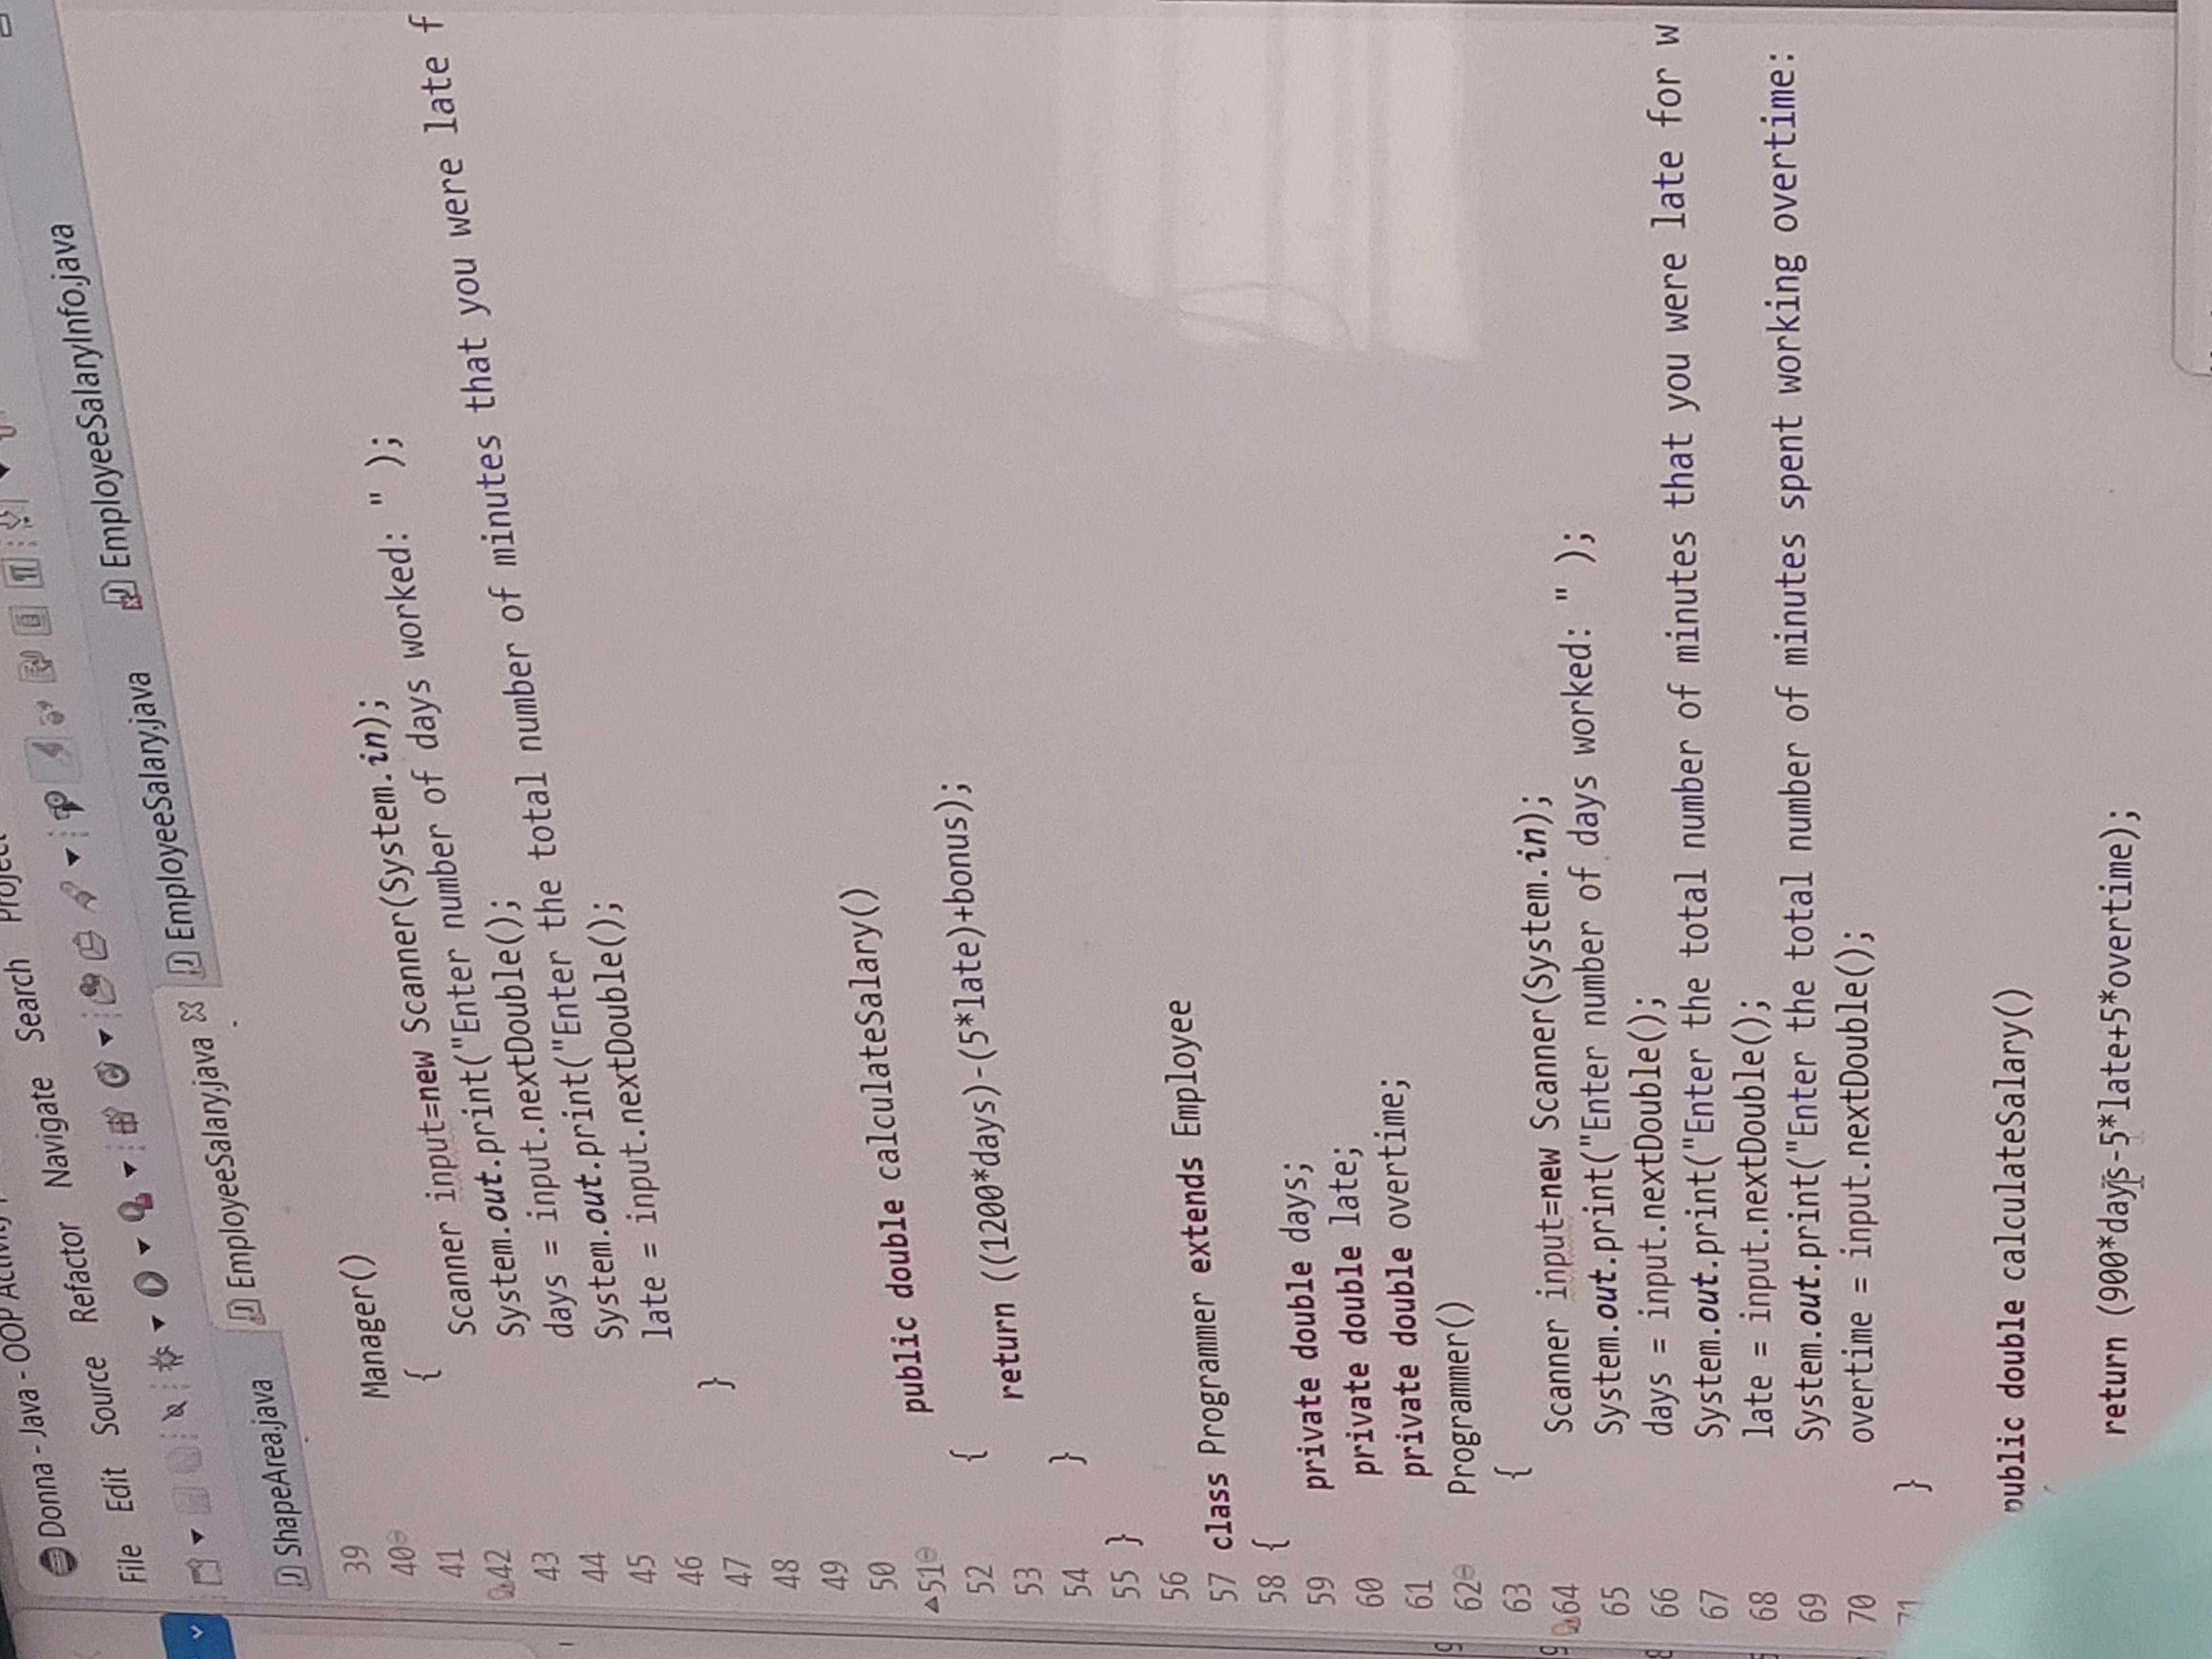 Donna - Java - OOP Activity
File Edit Source Refactor Navigate Search Project
ShapeArea.java EmployeeSalary.java EmployeeSalary.java EmployeeSalaryInfo.java
39
40 Manager()
41 {
42 Scanner input=new Scanner(System.in);
43 System.out.print("Enter number of days worked: " );
44 days = input.nextDouble();
45 System.out.print("Enter the total number of minutes that you were late f
46 late = input.nextDouble();
47 }
48
49
50
51 public double calculateSalary()
52 {
53 return ((1200*days)-(5*late)+bonus);
54 }
55 }
56
57 class Programmer extends Employee
58 {
59 private double days;
60 private double late;
61 private double overtime;
62 Programmer()
63 {
64 Scanner input=new Scanner(System.in);
65 System.out.print("Enter number of days worked: " );
66 days = input.nextDouble();
67 System.out.print("Enter the total number of minutes that you were late for w
68 late = input.nextDouble();
69 System.out.print("Enter the total number of minutes spent working overtime:
70 overtime = input.nextDouble();
71 }
public double calculateSalary()
{
return (900*days-5*late+5*overtime);